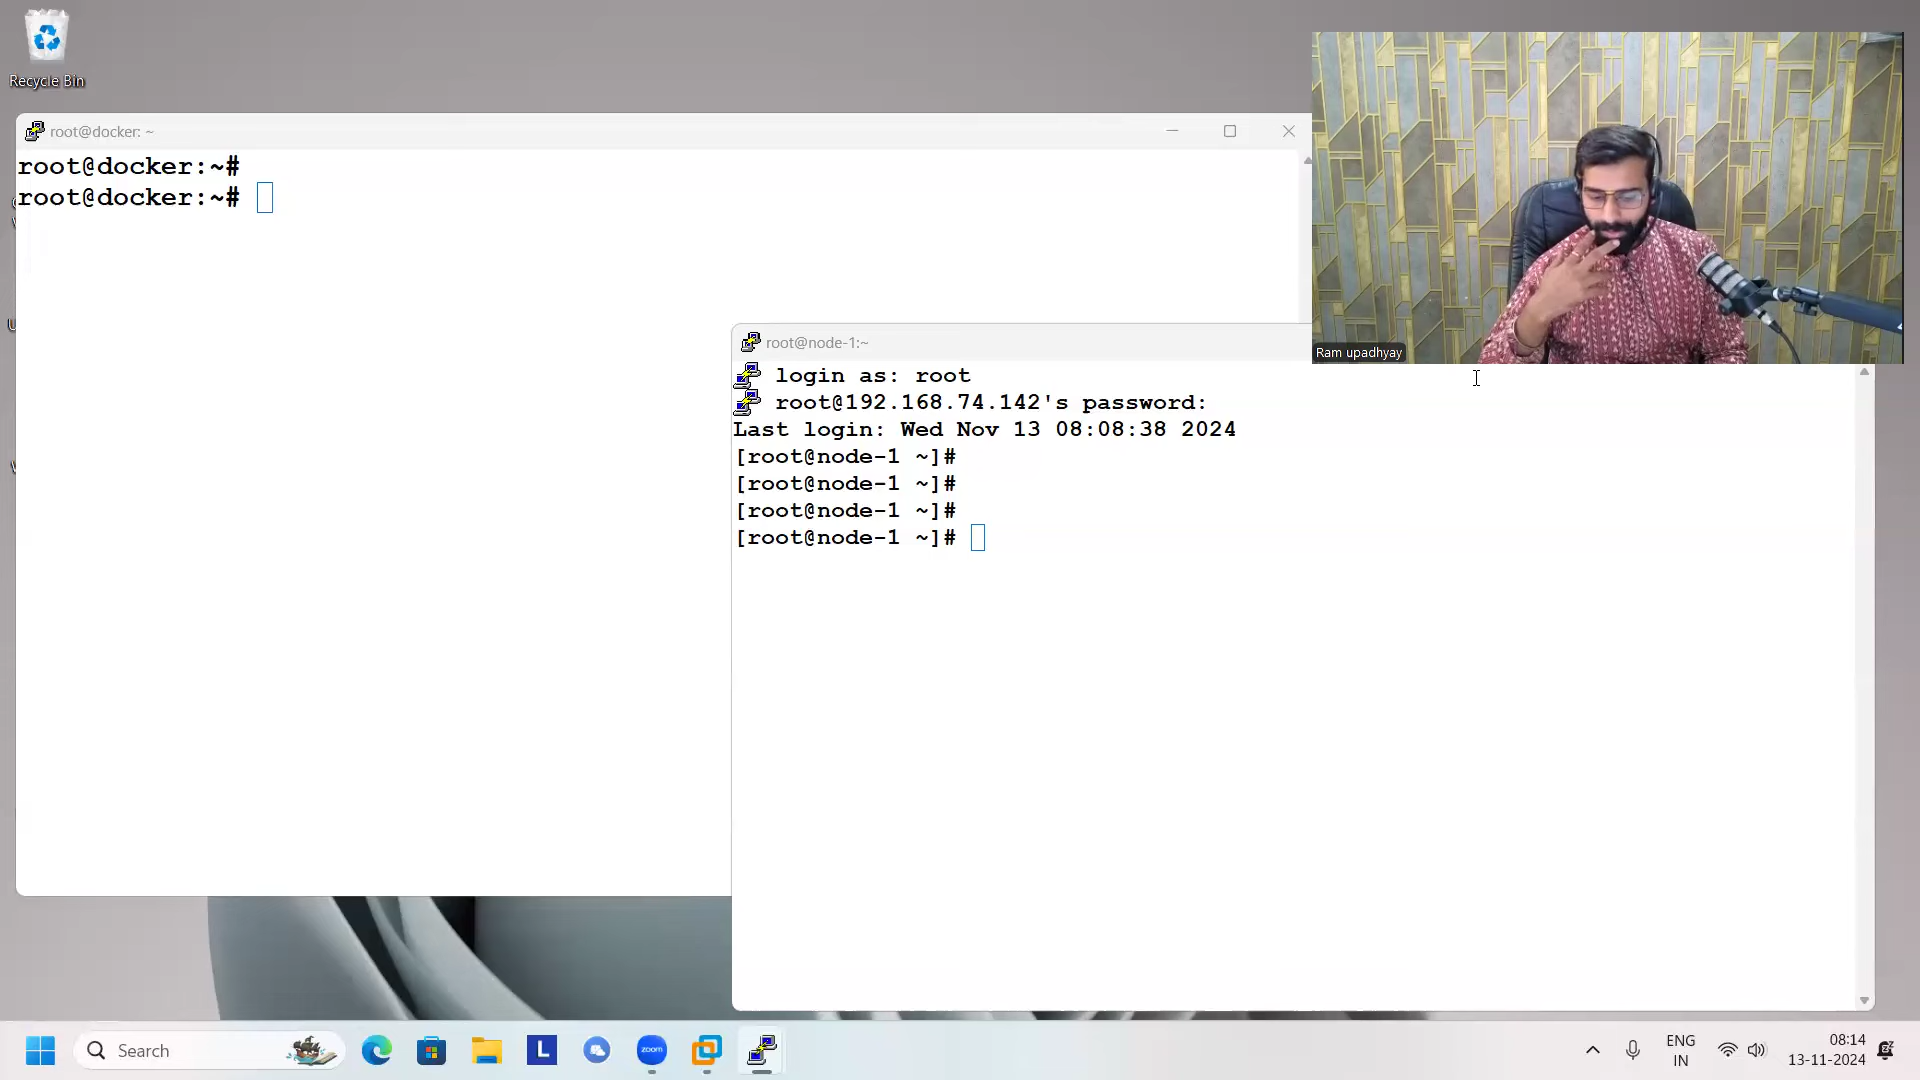 Recycle Bin
root@docker: ~
root@docker:~#
root@docker:~#
Ram upadhyay
root@node-1:~
login as: root
root@192.168.74.142's password:
Last login: Wed Nov 13 08:08:38 2024
[root@node-1 ~]#
[root@node-1 ~]#
[root@node-1 ~]#
[root@node-1 ~]#
Search
L
zoom
ENG
IN
08:14
13-11-2024